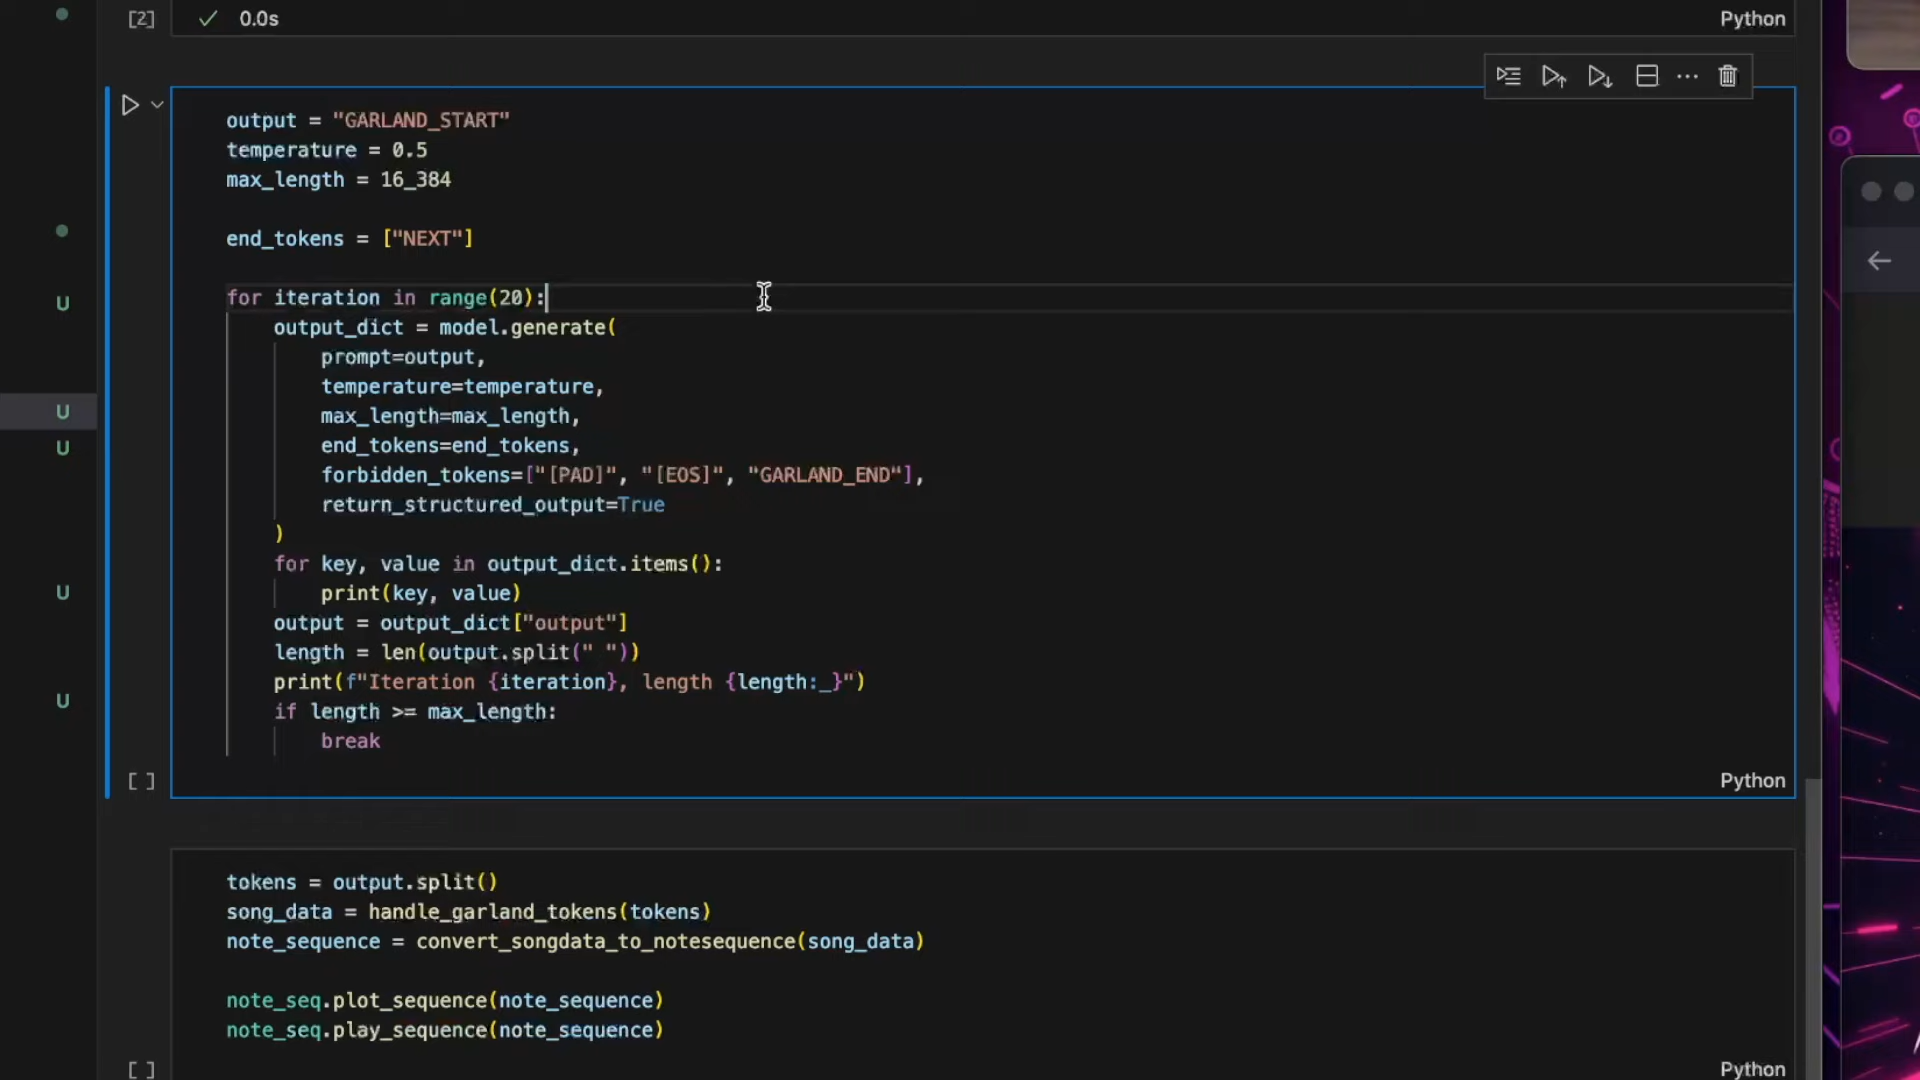 [2] 0.0s Python
output = "GARLAND_START"
temperature = 0.5
max_length = 16_384
end_tokens = ["NEXT"]
for iteration in range(20):
output_dict = model.generate(
prompt=output,
temperature=temperature,
max_length=max_length,
end_tokens=end_tokens,
forbidden_tokens=["[PAD]", "[EOS]", "GARLAND_END"],
return_structured_output=True
)
for key, value in output_dict.items():
print(key, value)
output = output_dict["output"]
length = len(output.split(" "))
print(f"Iteration {iteration}, length {length:_}")
if length >= max_length:
break
[ ] Python
tokens = output.split()
song_data = handle_garland_tokens(tokens)
note_sequence = convert_songdata_to_notesequence(song_data)
note_seq.plot_sequence(note_sequence)
note_seq.play_sequence(note_sequence)
[ ] Python
U
U
U
U
U